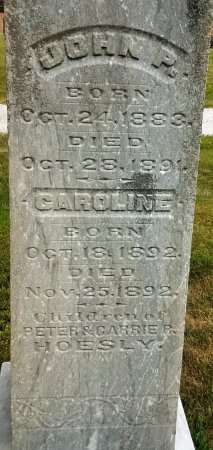 JOHN P.
BORN
Oct. 24, 1883.
DIED
Oct. 28, 1891.
CAROLINE
BORN
Oct. 18, 1892.
DIED
Nov. 25, 1892.
Children of
PETER & CARRIE R.
HOESLY.